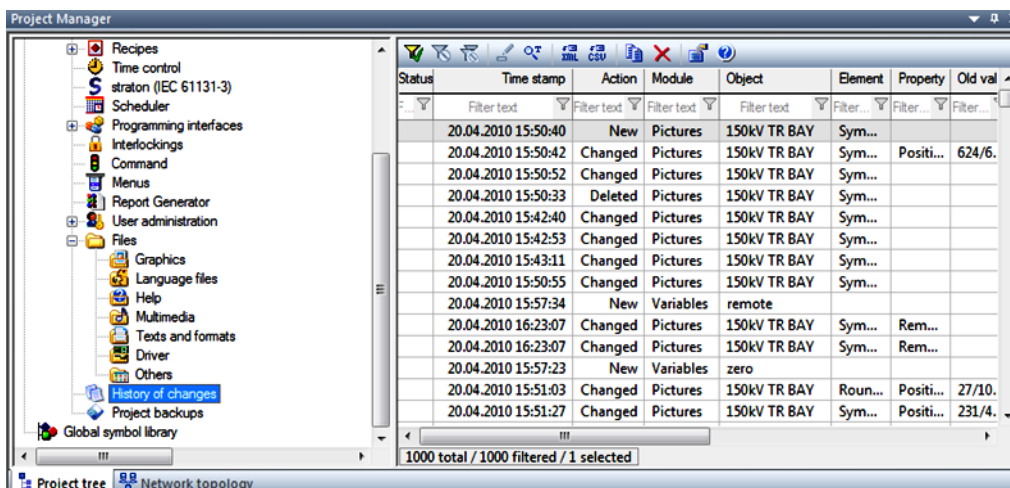 Project Manager
Recipes
Time control
straton (IEC 61131-3)
Scheduler
Programming interfaces
Interlockings
Command
Menus
Report Generator
User administration
Files
Graphics
Language files
Help
Multimedia
Texts and formats
Driver
Others
History of changes
Project backups
Global symbol library
XML CSV
Status Time stamp Action Module Object Element Property Old val
F... Filter text Filter text Filter text Filter text Filter... Filter... Filter...
20.04.2010 15:50:40 New Pictures 150kV TR BAY Sym...
20.04.2010 15:50:42 Changed Pictures 150kV TR BAY Sym... Positi... 624/6.
20.04.2010 15:50:52 Changed Pictures 150kV TR BAY Sym...
20.04.2010 15:50:33 Deleted Pictures 150kV TR BAY Sym...
20.04.2010 15:42:40 Changed Pictures 150kV TR BAY Sym...
20.04.2010 15:42:53 Changed Pictures 150kV TR BAY Sym...
20.04.2010 15:43:11 Changed Pictures 150kV TR BAY Sym...
20.04.2010 15:50:55 Changed Pictures 150kV TR BAY Sym...
20.04.2010 15:57:34 New Variables remote
20.04.2010 16:23:07 Changed Pictures 150kV TR BAY Sym... Rem...
20.04.2010 16:23:07 Changed Pictures 150kV TR BAY Sym... Rem...
20.04.2010 15:57:23 New Variables zero
20.04.2010 15:51:03 Changed Pictures 150kV TR BAY Roun... Positi... 27/10.
20.04.2010 15:51:27 Changed Pictures 150kV TR BAY Sym... Positi... 231/4.
1000 total / 1000 filtered / 1 selected
Project tree Network topology